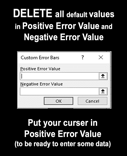 DELETE all default values
in Positive Error Value and
Negative Error Value
Custom Error Bars
?
×
Positive Error Value
Negative Error Value
OK
Cancel
Put your curser in
Positive Error Value
(to be ready to enter some data)